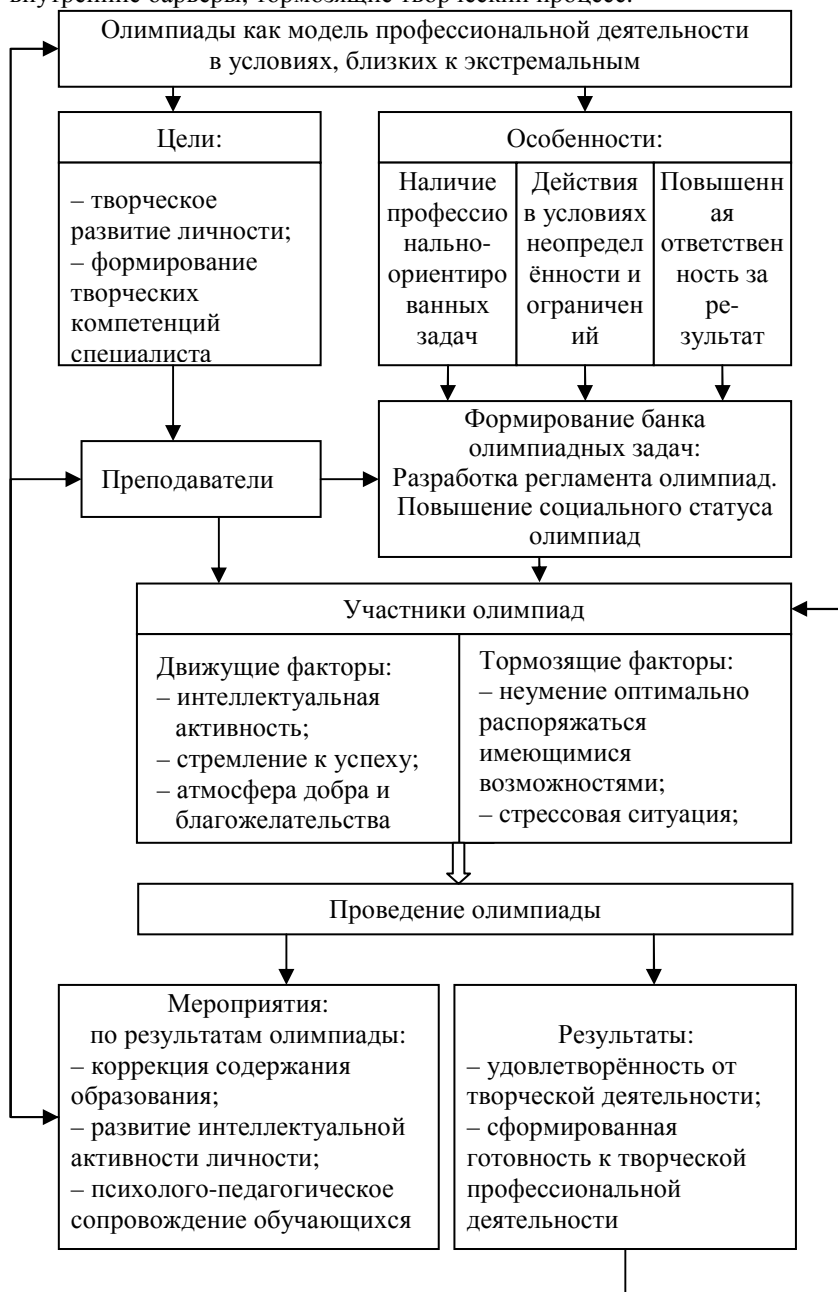 внутренние барьеры, тормозящие творческий процесс.
Олимпиады как модель профессиональной деятельности
в условиях, близких к экстремальным
Цели:
– творческое
развитие личности;
– формирование
творческих
компетенций
специалиста
Особенности:
Наличие
профессио
нально-
ориентиро
ванных
задач
Действия
в условиях
неопредел
ённости и
ограничен
ий
Повышенн
ая
ответствен
ность за
ре-
зультат
Преподаватели
Формирование банка
олимпиадных задач:
Разработка регламента олимпиад.
Повышение социального статуса
олимпиад
Участники олимпиад
Движущие факторы:
– интеллектуальная
активность;
– стремление к успеху;
– атмосфера добра и
благожелательства
Тормозящие факторы:
– неумение оптимально
распоряжаться
имеющимися
возможностями;
– стрессовая ситуация;
Проведение олимпиады
Мероприятия:
по результатам олимпиады:
– коррекция содержания
образования;
– развитие интеллектуальной
активности личности;
– психолого-педагогическое
сопровождение обучающихся
Результаты:
– удовлетворённость от
творческой деятельности;
– сформированная
готовность к творческой
профессиональной
деятельности